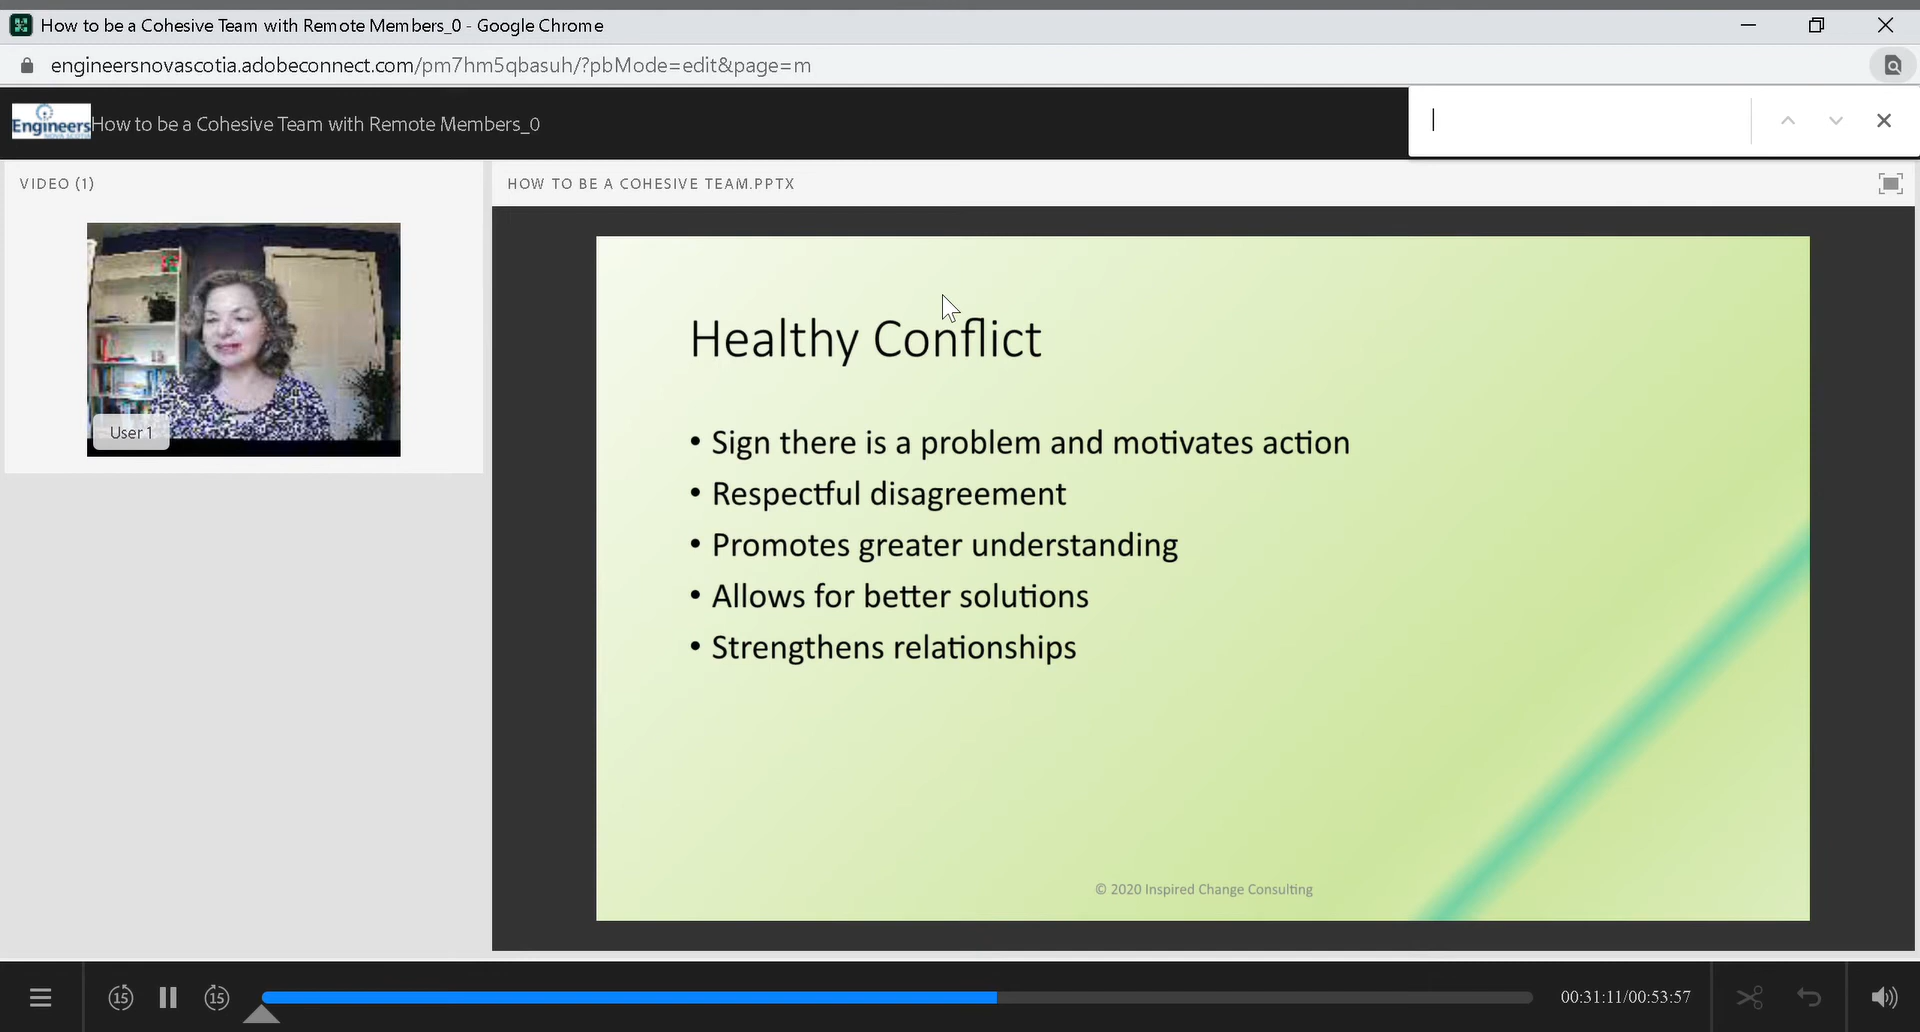 How to be a Cohesive Team with Remote Members_0 - Google Chrome
engineersnovascotia.adobeconnect.com/pm7hm5qbasuh/?pbMode=edit&page=m
Engineers
How to be a Cohesive Team with Remote Members_0
VIDEO (1)
HOW TO BE A COHESIVE TEAM.PPTX
User 1
Healthy Conflict
• Sign there is a problem and motivates action
• Respectful disagreement
• Promotes greater understanding
• Allows for better solutions
• Strengthens relationships
© 2020 Inspired Change Consulting
15
15
00:31:11/00:53:57